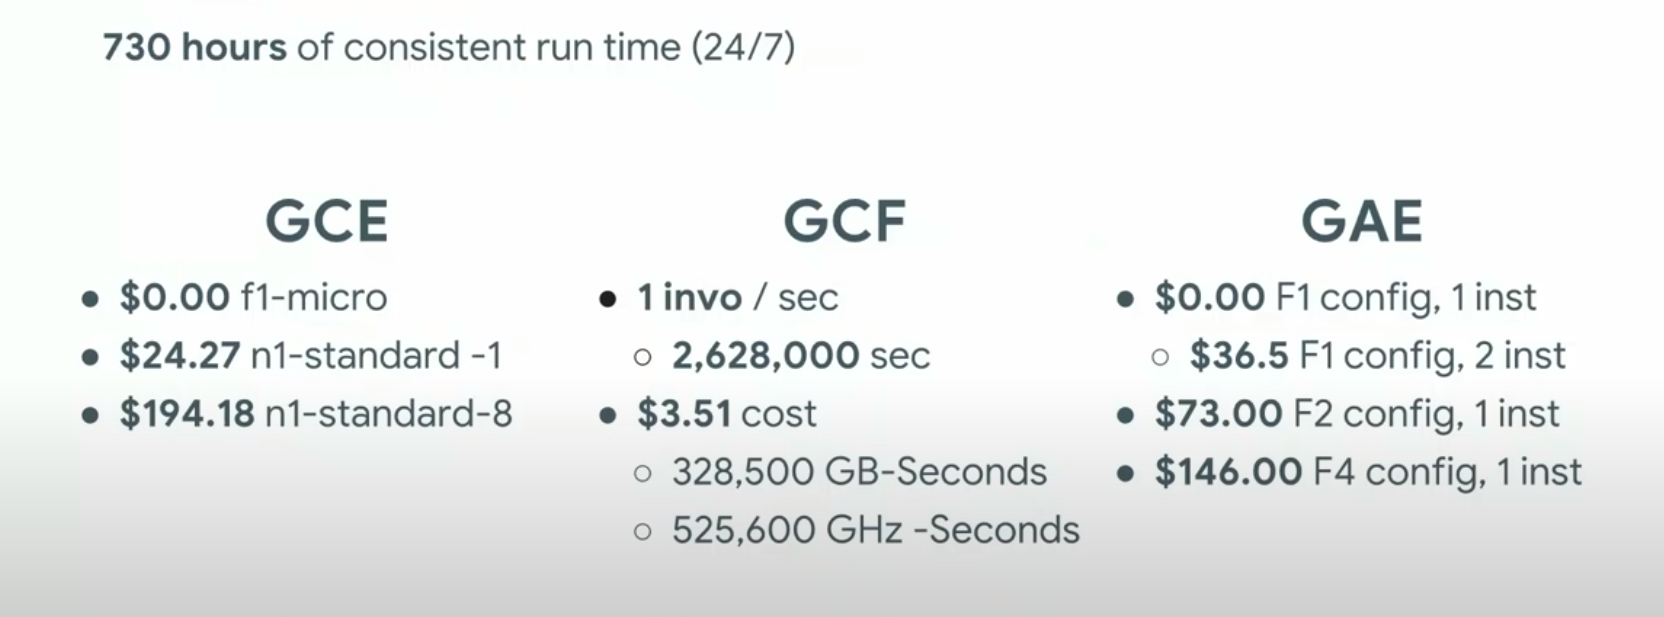 730 hours of consistent run time (24/7)
GCE
• $0.00 f1-micro
• $24.27 n1-standard -1
• $194.18 n1-standard-8
GCF
• 1 invo / sec
○ 2,628,000 sec
• $3.51 cost
○ 328,500 GB-Seconds
○ 525,600 GHz -Seconds
GAE
• $0.00 F1 config, 1 inst
○ $36.5 F1 config, 2 inst
• $73.00 F2 config, 1 inst
• $146.00 F4 config, 1 inst